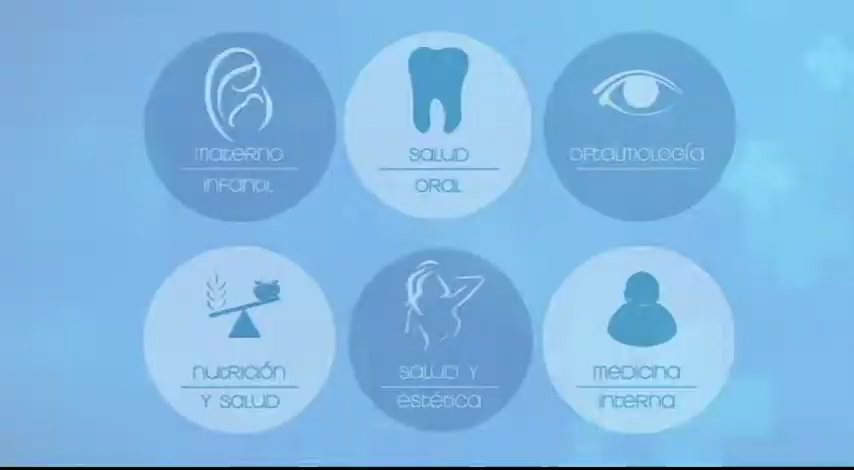 materno
infantil
salud
oral
oftalmología
nutrición
y salud
salud y
estética
medicina
interna